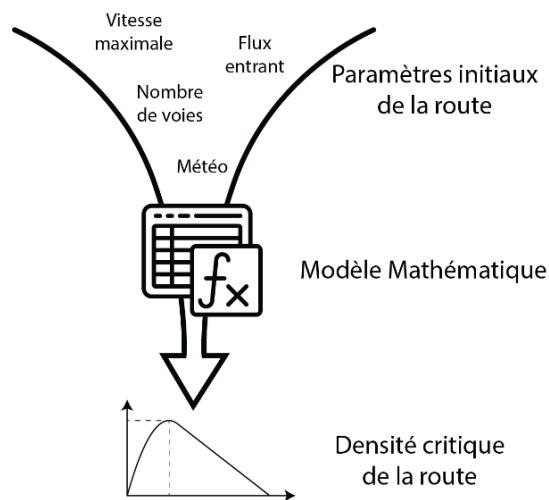 Vitesse
maximale
Flux
entrant
Nombre
de voies
Météo
Paramètres initiaux
de la route
fx
Modèle Mathématique
Densité critique
de la route